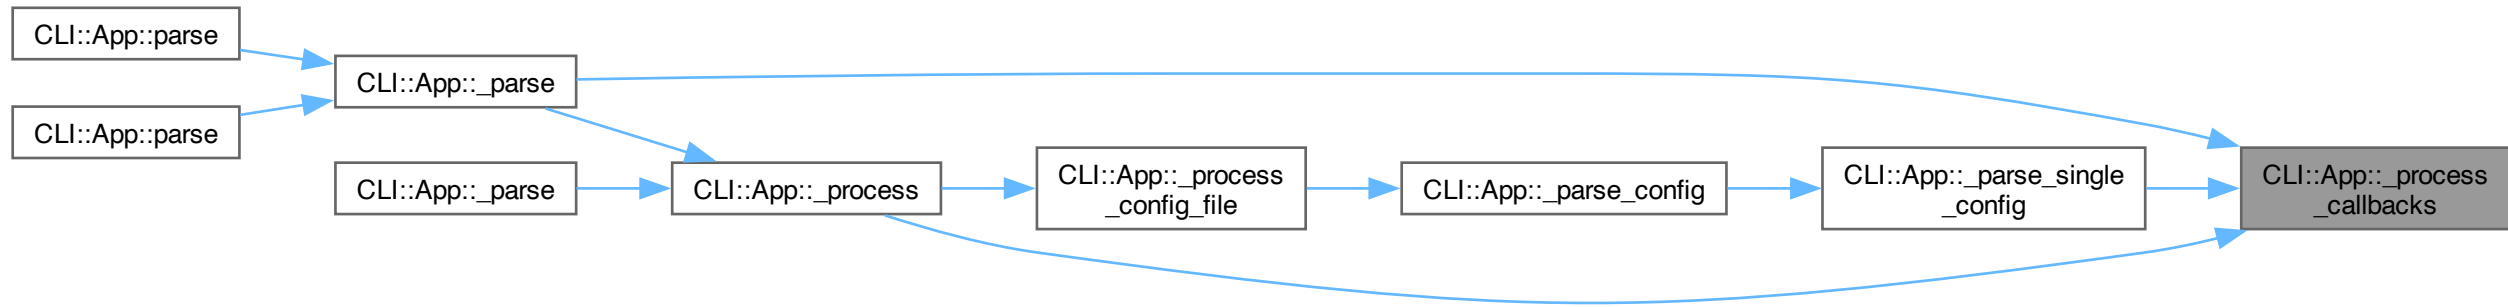 CLI::App::parse
CLI::App::_parse
CLI::App::parse
CLI::App::_parse
CLI::App::_process
CLI::App::_process
_config_file
CLI::App::_parse_config
CLI::App::_parse_single
_config
CLI::App::_process
_callbacks